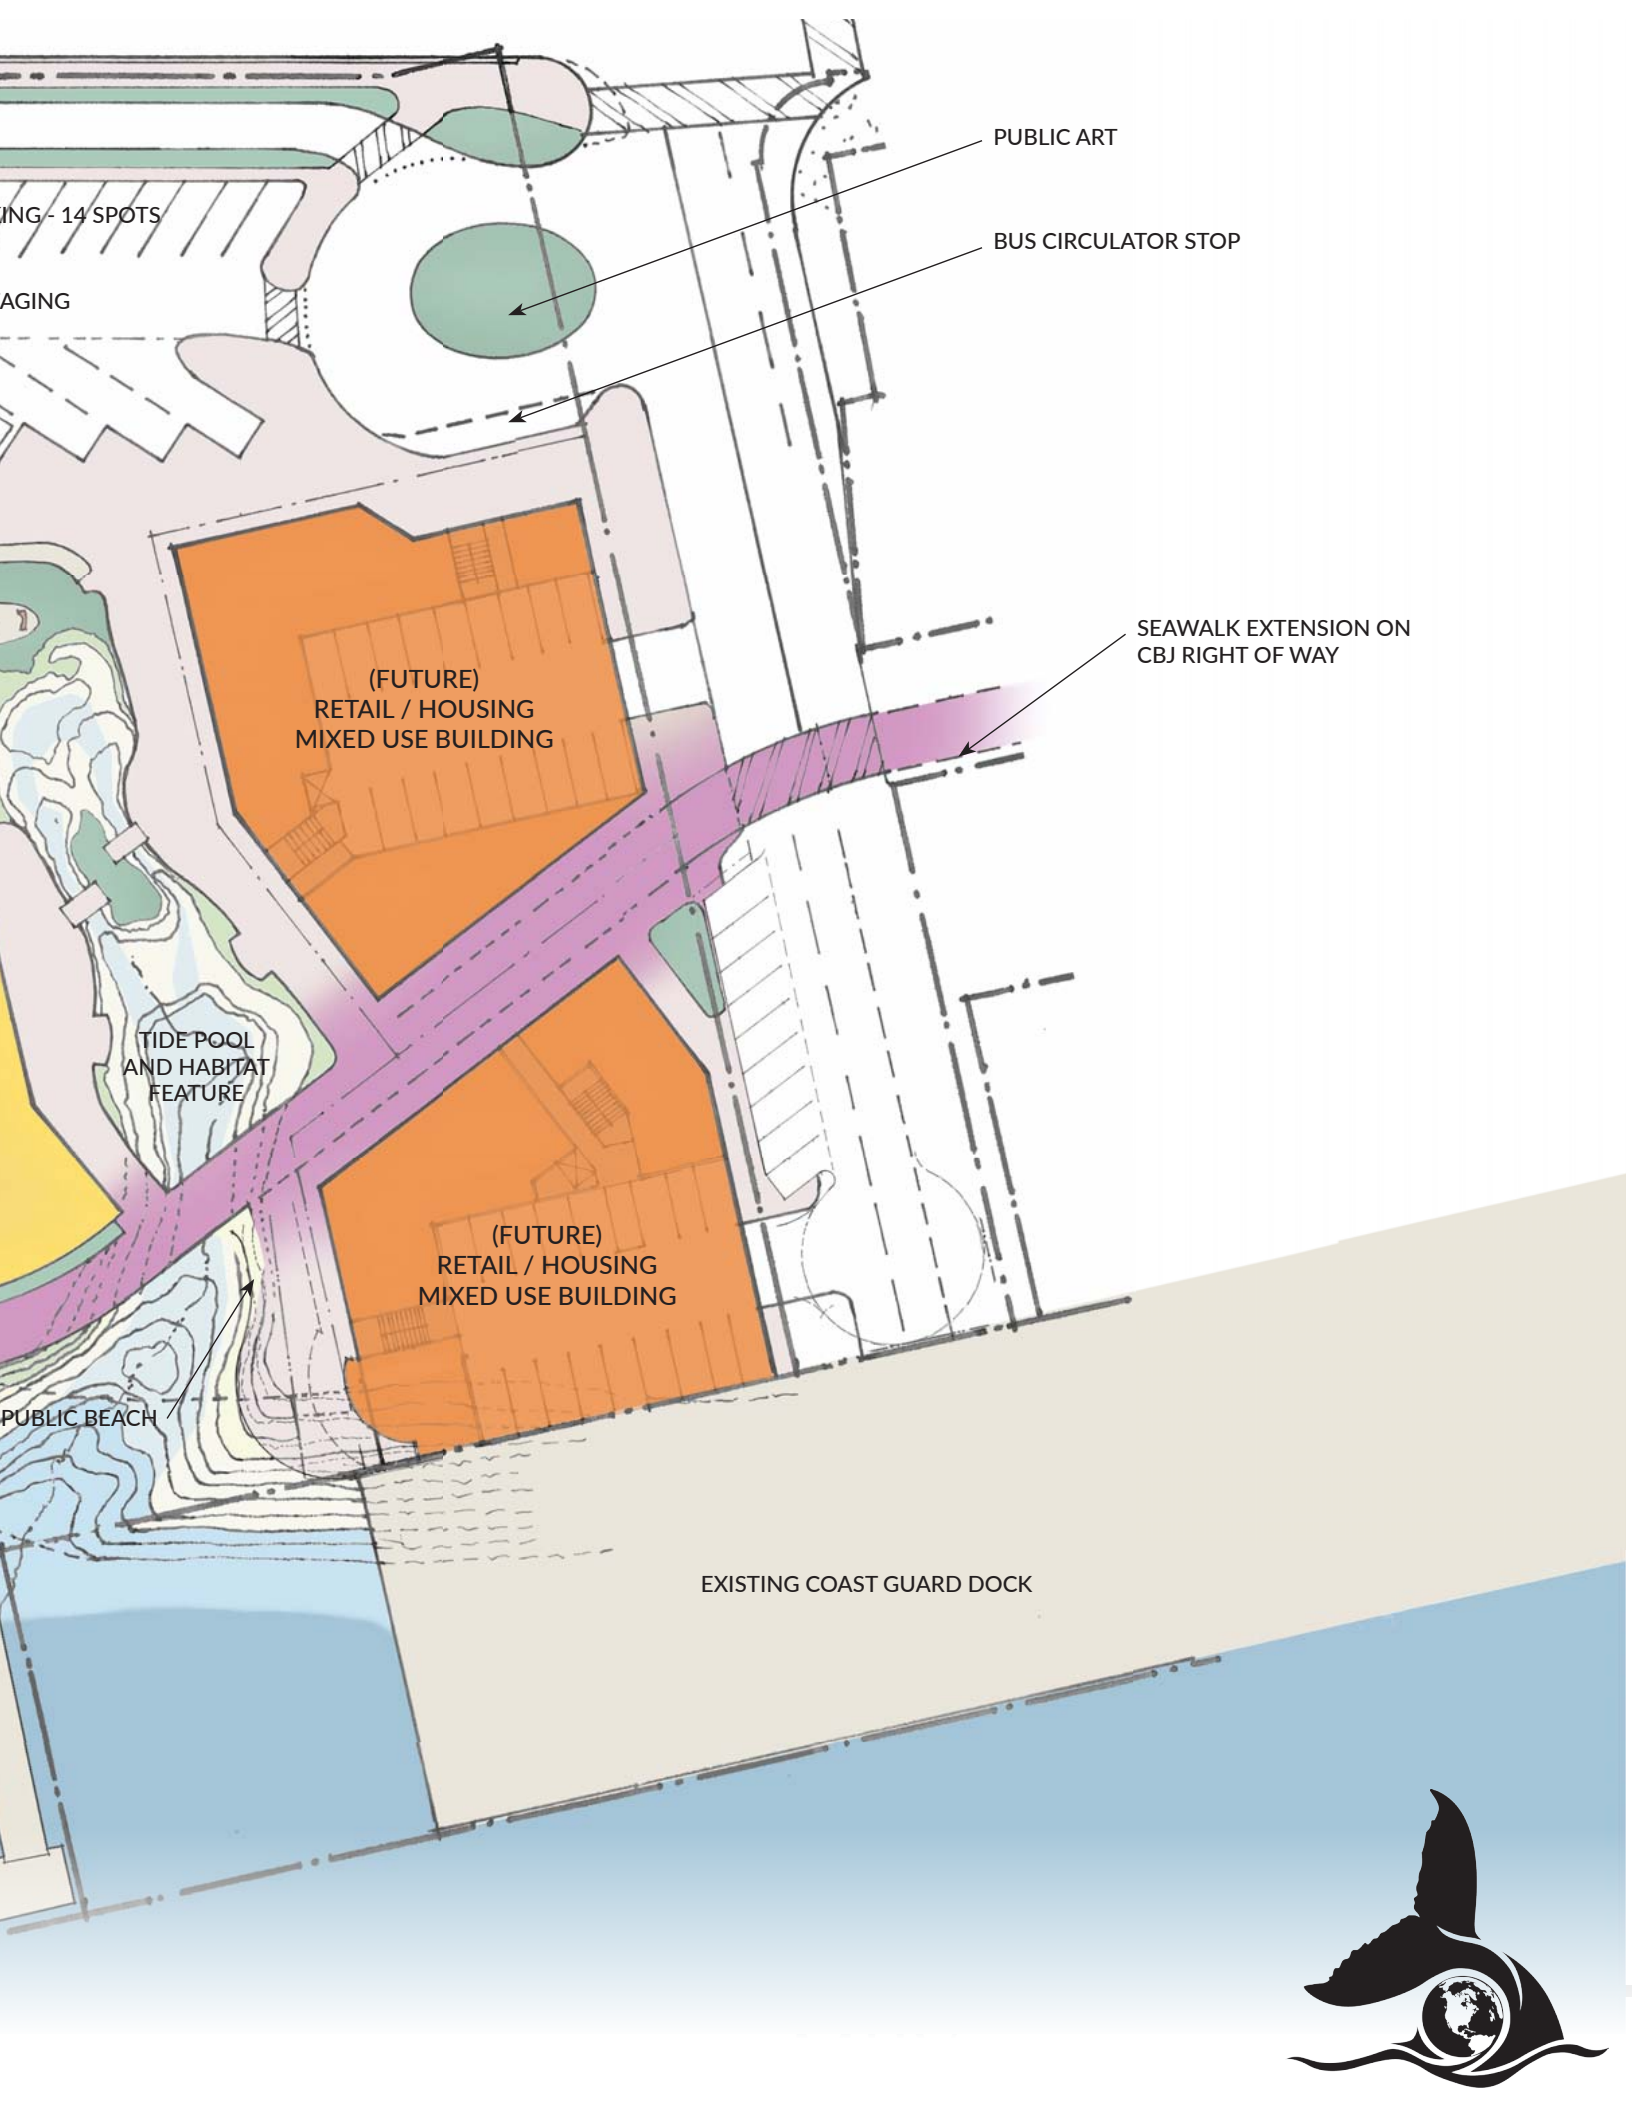 PUBLIC ART
KING - 14 SPOTS
BUS CIRCULATOR STOP
AGING
SEAWALK EXTENSION ON
CBJ RIGHT OF WAY
(FUTURE)
RETAIL / HOUSING
MIXED USE BUILDING
TIDE POOL
AND HABITAT
FEATURE
(FUTURE)
RETAIL / HOUSING
MIXED USE BUILDING
PUBLIC BEACH
EXISTING COAST GUARD DOCK